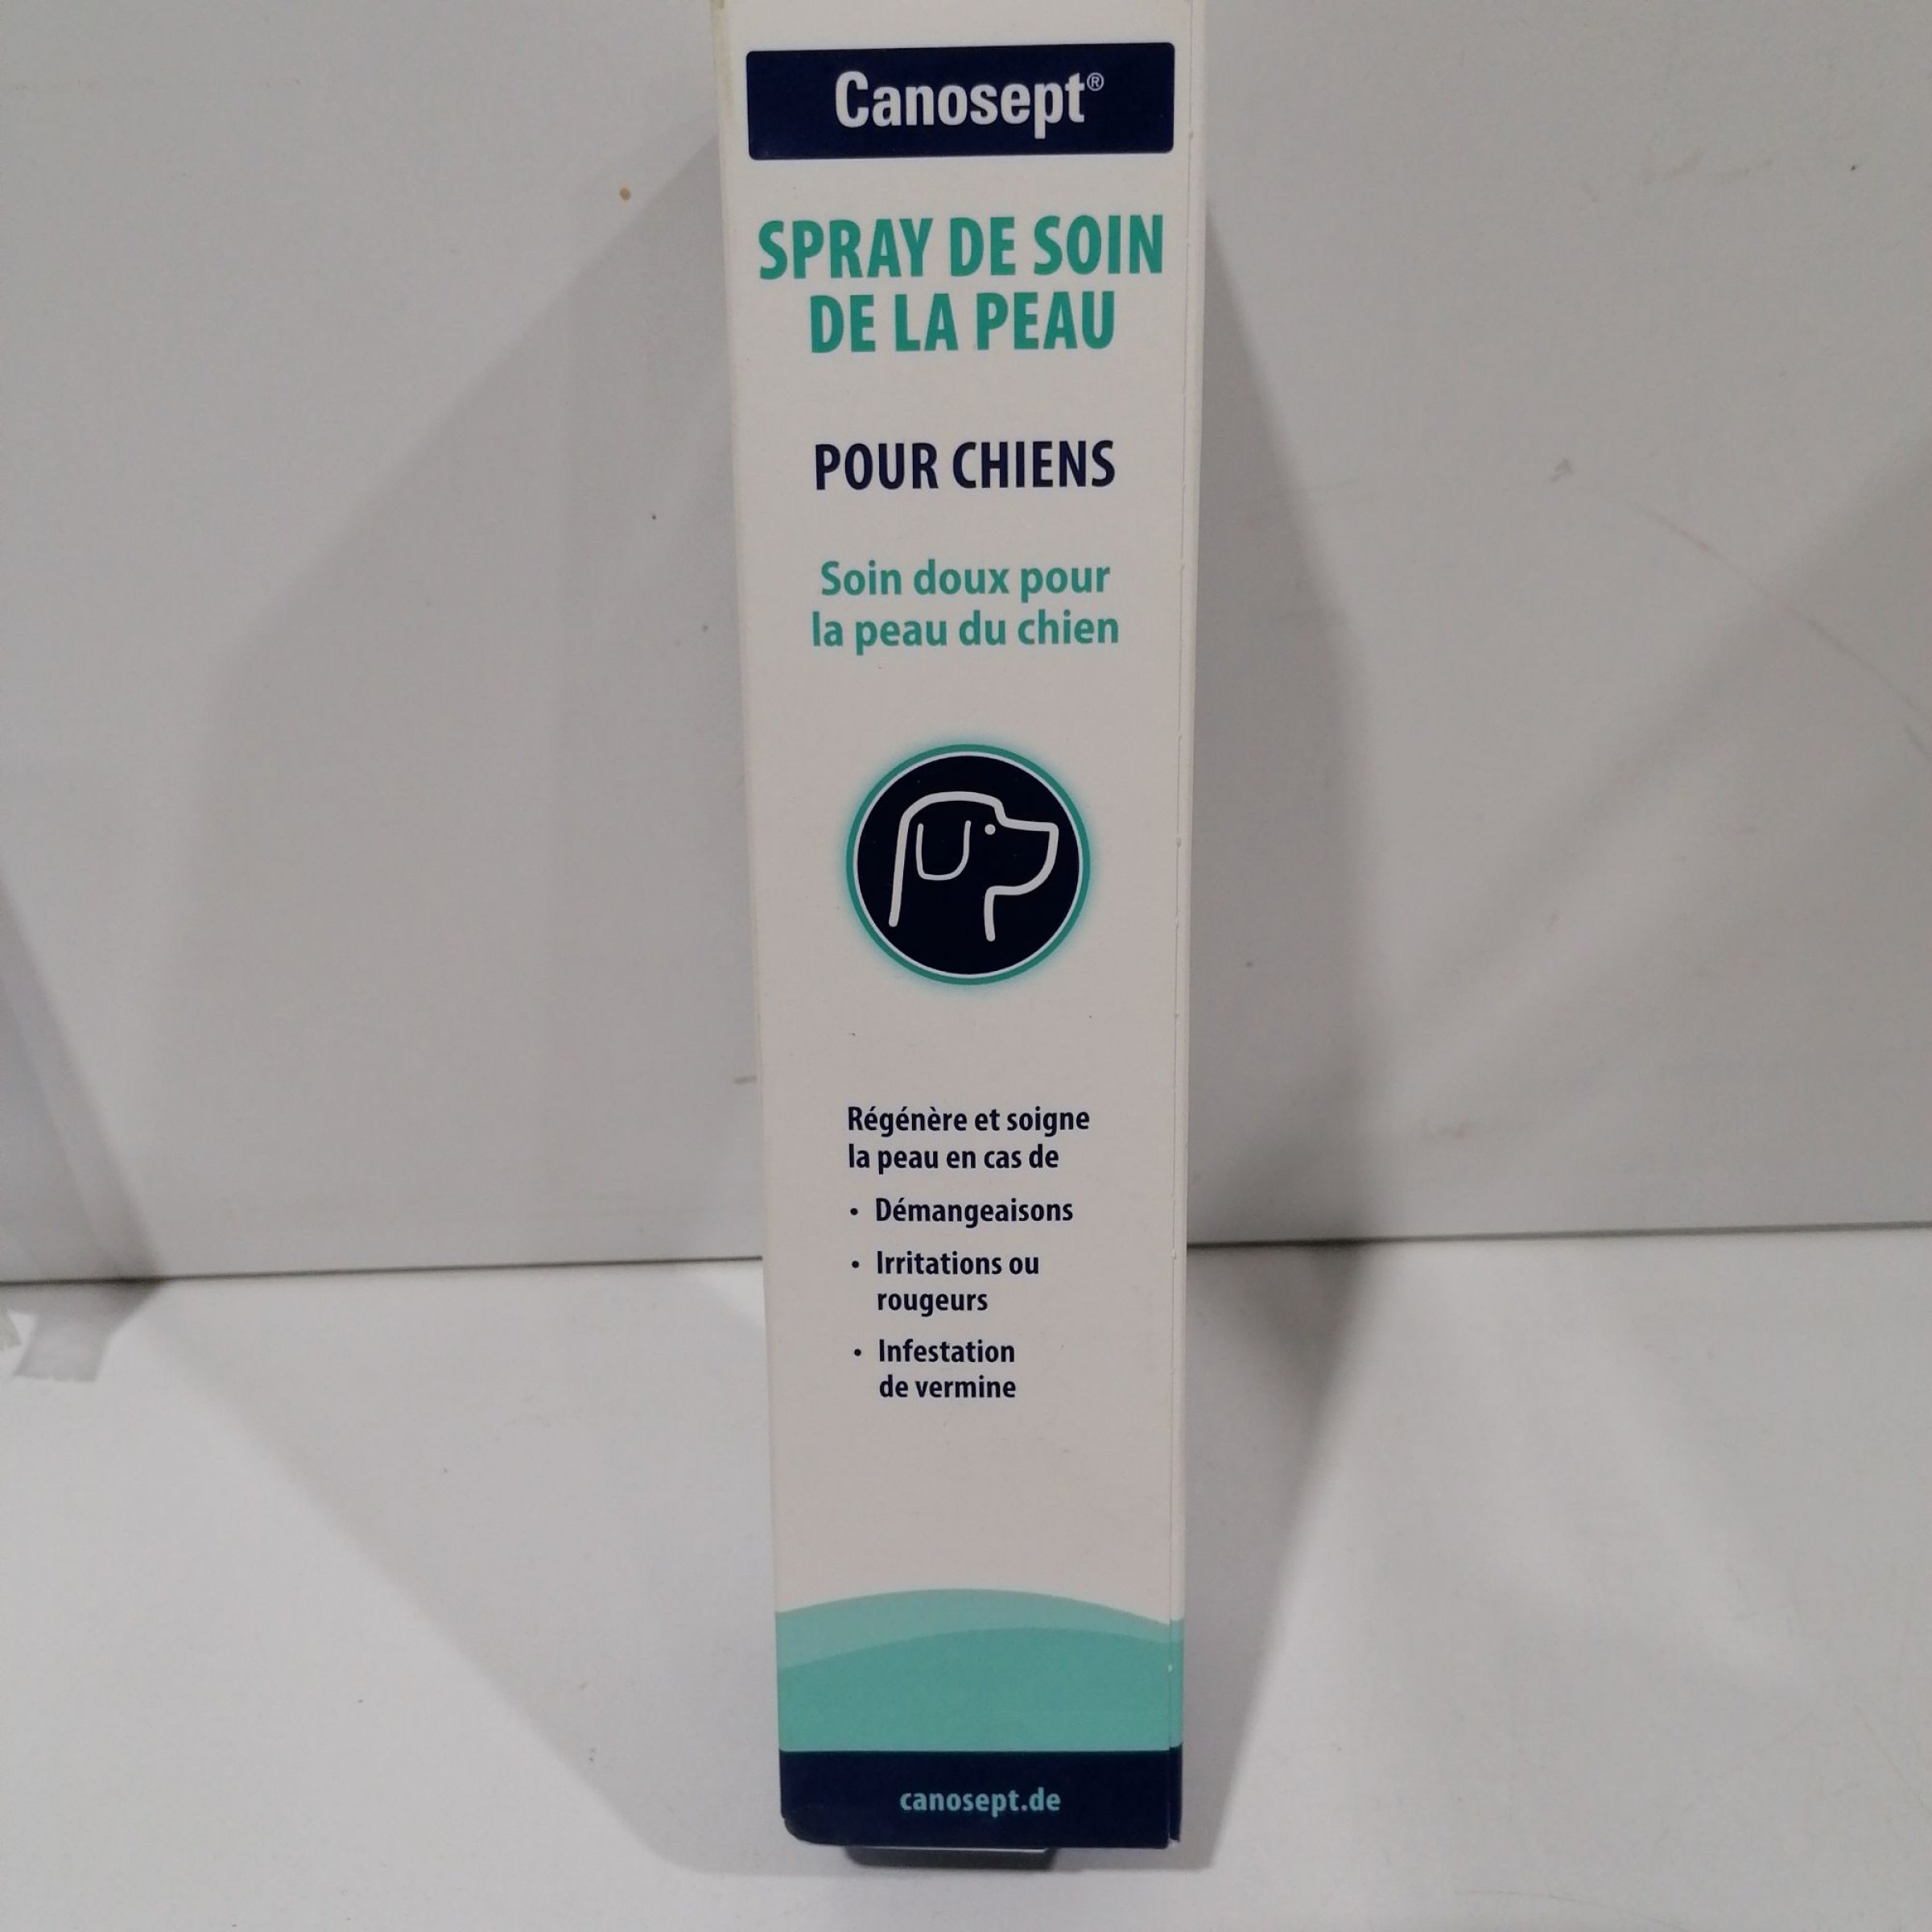 Canosept®
SPRAY DE SOIN
DE LA PEAU
POUR CHIENS
Soin doux pour
la peau du chien
Régénère et soigne
la peau en cas de
• Démangeaisons
• Irritations ou
rougeurs
• Infestation
de vermine
canosept.de